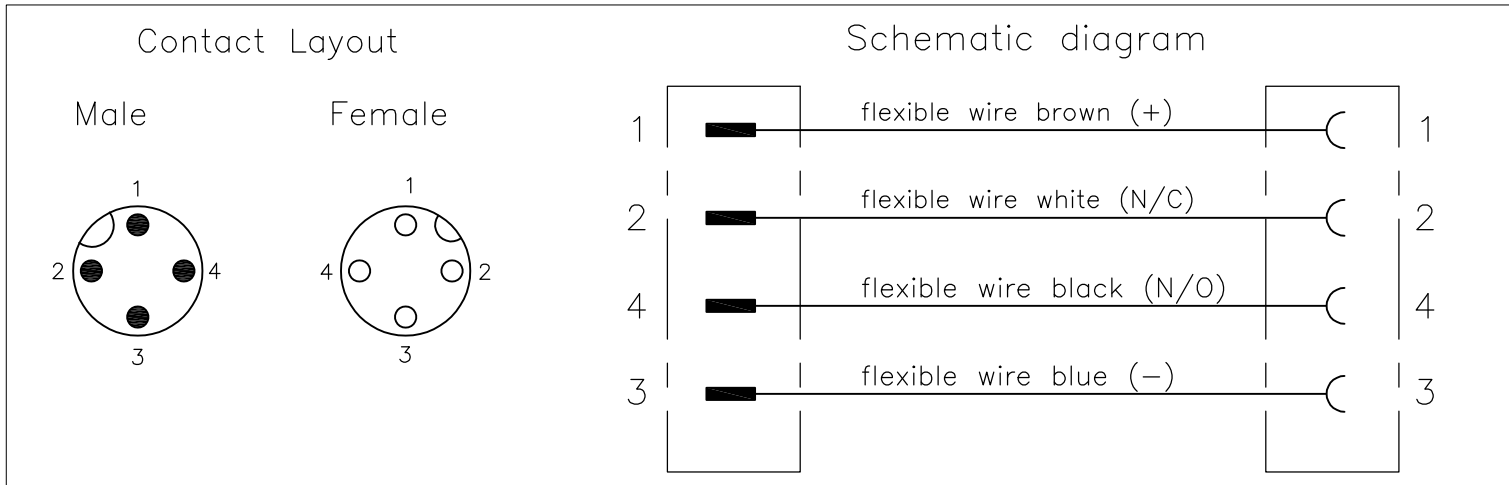 Contact Layout
Male
Female
1
2
4
3
1
4
2
3
Schematic diagram
1 flexible wire brown (+) 1
2 flexible wire white (N/C) 2
4 flexible wire black (N/O) 4
3 flexible wire blue (−) 3